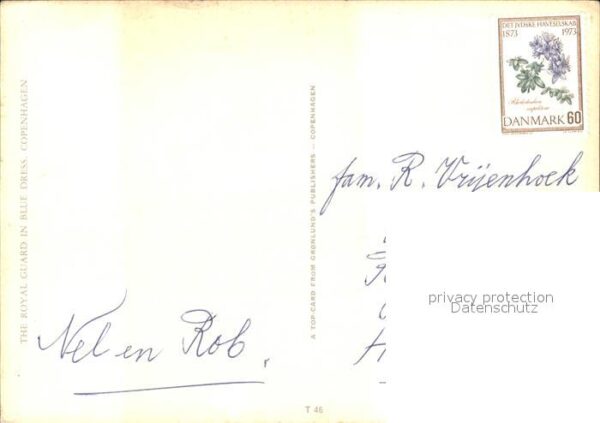 THE ROYAL GUARD IN BLUE DRESS, COPENHAGEN
Nel en Rob.
A TOP-CARD FROM GRØNLUND'S PUBLISHERS - COPENHAGEN
T 46
DET JYDSKE HAVESELSKAB
1873 1973
Rhododendron
DANMARK 60
fam. R. Vrijenhoek
privacy protection
Datenschutz